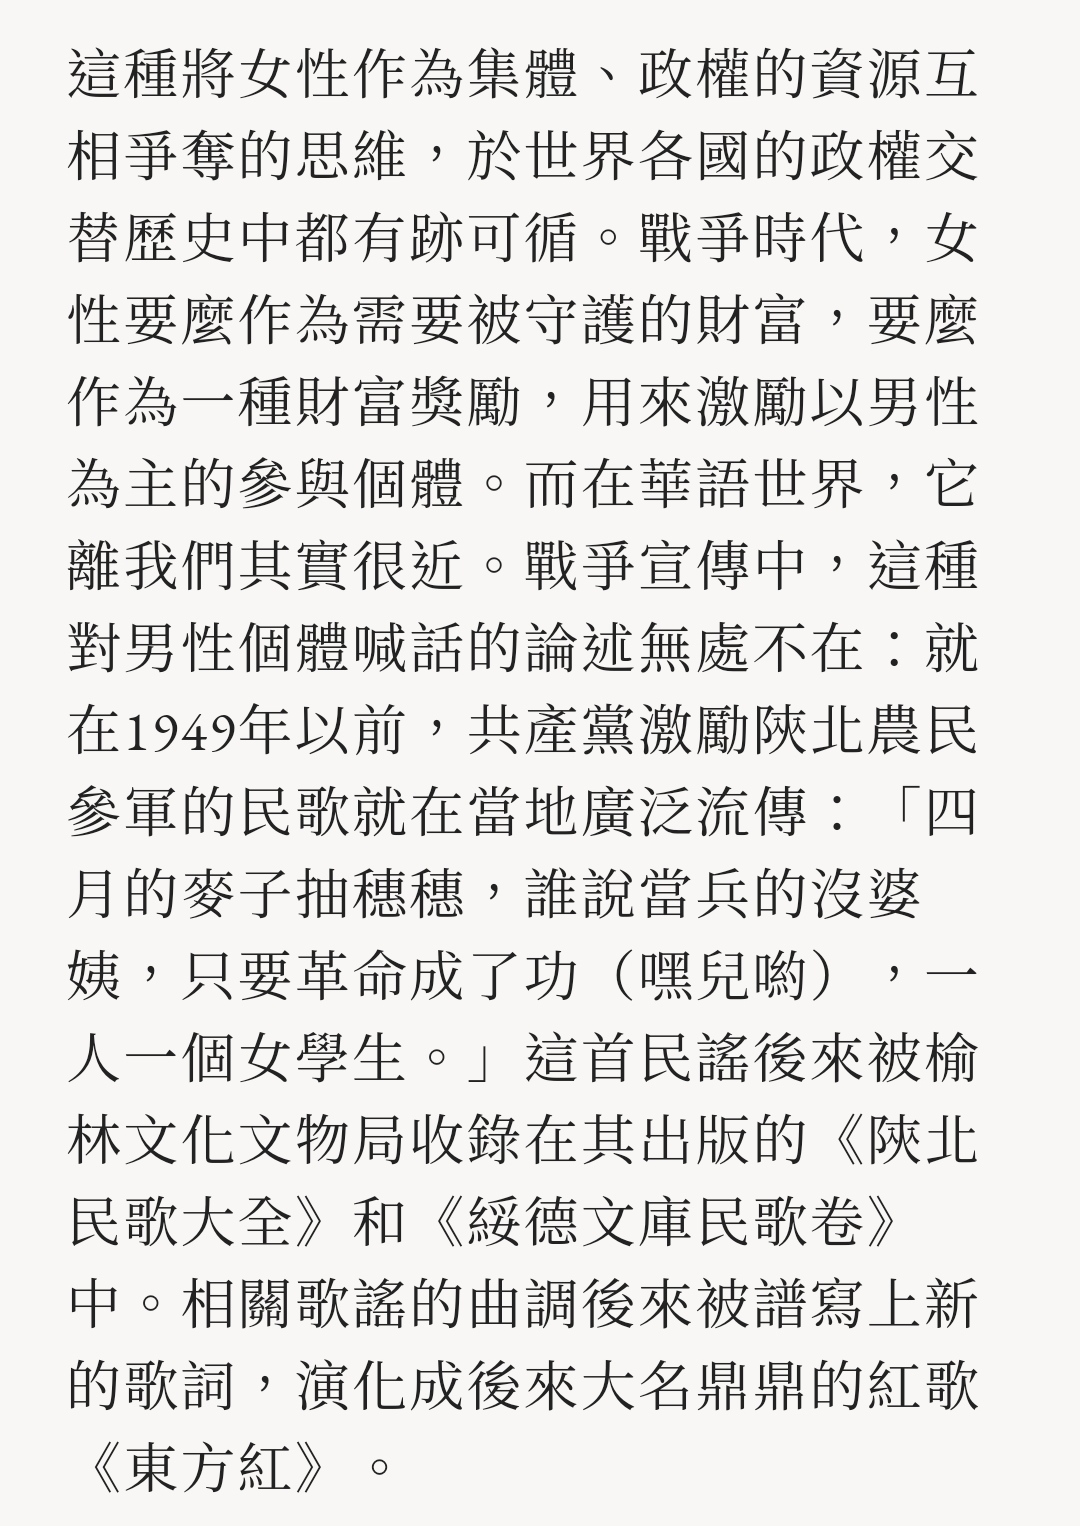 這種將女性作為集體、政權的資源互
相爭奪的思維，於世界各國的政權交
替歷史中都有跡可循。戰爭時代，女
性要麼作為需要被守護的財富，要麼
作為一種財富獎勵，用來激勵以男性
為主的參與個體。而在華語世界，它
離我們其實很近。戰爭宣傳中，這種
對男性個體喊話的論述無處不在：就
在1949年以前，共產黨激勵陝北農民
參軍的民歌就在當地廣泛流傳：「四
月的麥子抽穗穗，誰說當兵的沒婆
姨，只要革命成了功（嘿兒喲），一
人一個女學生。」這首民謠後來被榆
林文化文物局收錄在其出版的《陝北
民歌大全》和《綏德文庫民歌卷》
中。相關歌謠的曲調後來被譜寫上新
的歌詞，演化成後來大名鼎鼎的紅歌
《東方紅》。